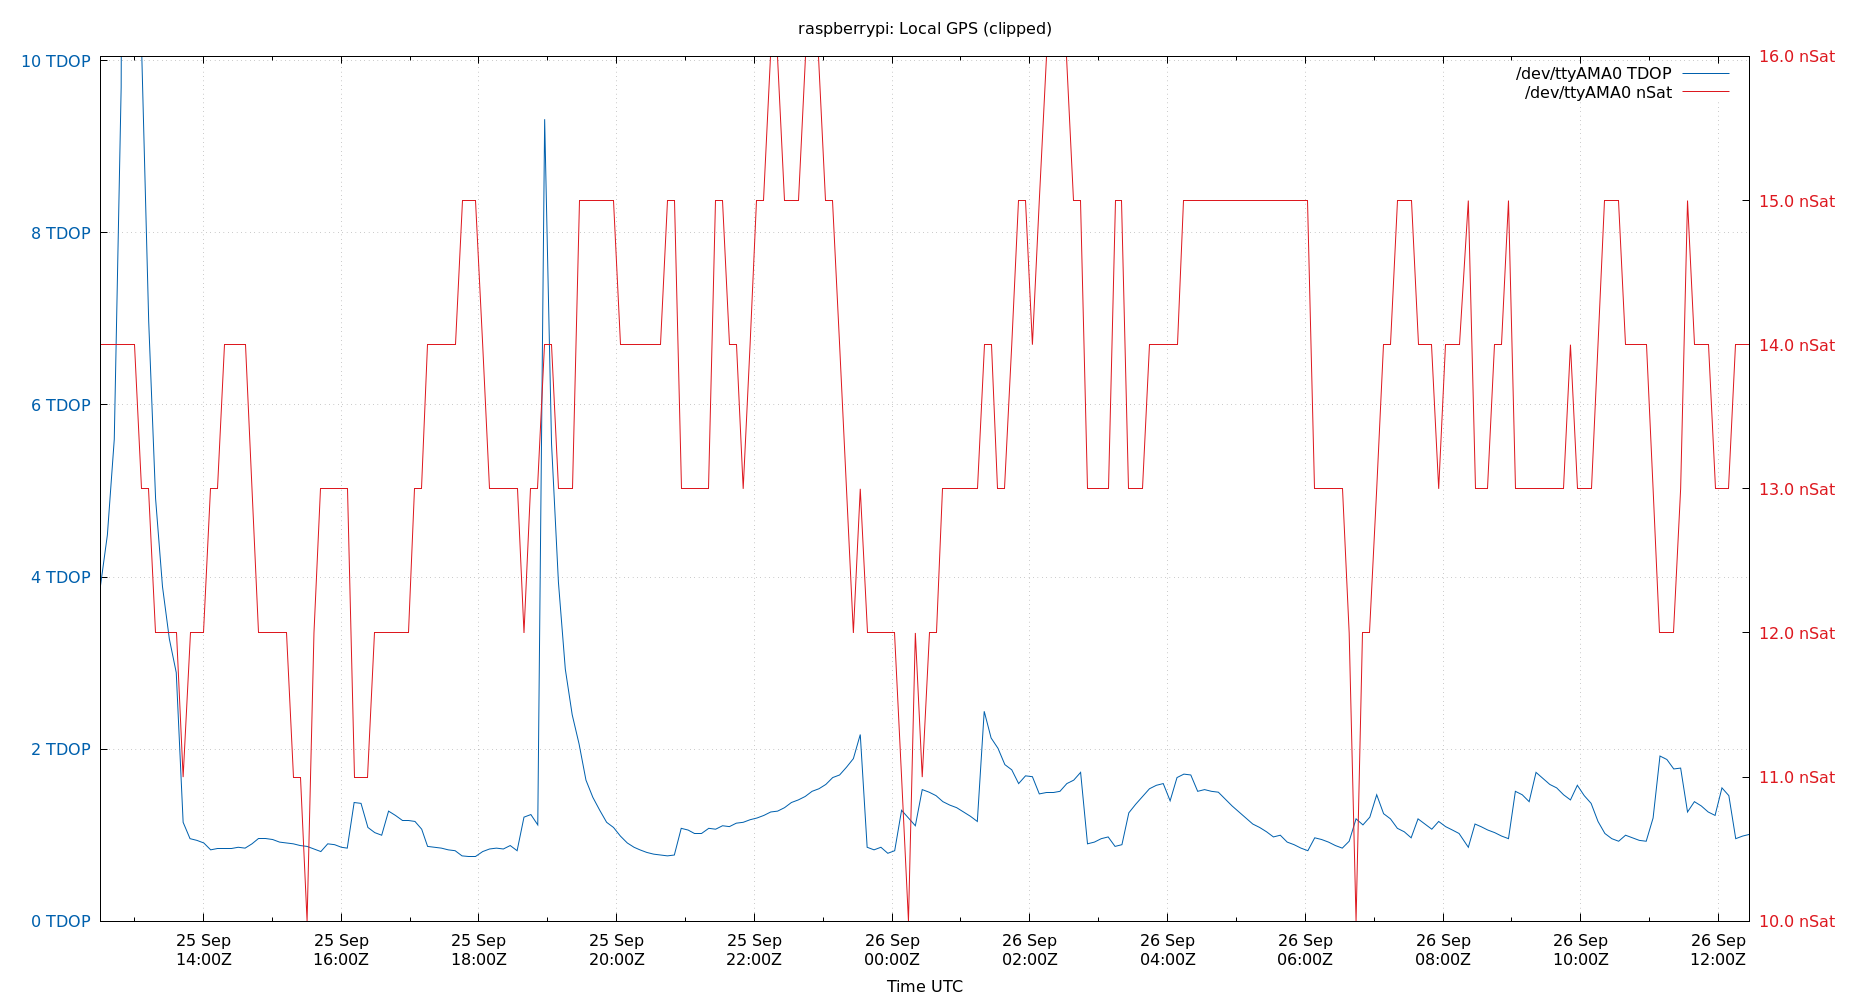 raspberrypi: Local GPS (clipped)
10 TDOP
8 TDOP
6 TDOP
4 TDOP
2 TDOP
0 TDOP
16.0 nSat
15.0 nSat
14.0 nSat
13.0 nSat
12.0 nSat
11.0 nSat
10.0 nSat
/dev/ttyAMA0 TDOP
/dev/ttyAMA0 nSat
25 Sep
14:00Z
25 Sep
16:00Z
25 Sep
18:00Z
25 Sep
20:00Z
25 Sep
22:00Z
26 Sep
00:00Z
26 Sep
02:00Z
26 Sep
04:00Z
26 Sep
06:00Z
26 Sep
08:00Z
26 Sep
10:00Z
26 Sep
12:00Z
Time UTC